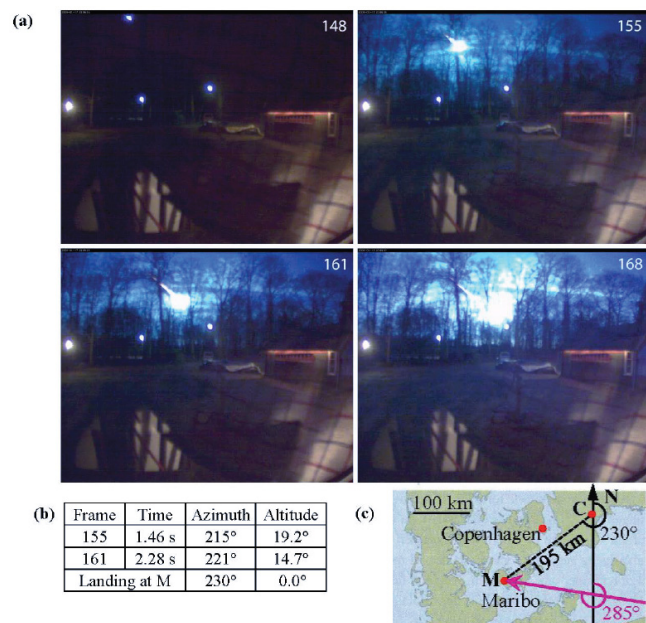 (a)
148
155
161
168
(b)
Frame Time Azimuth Altitude
155 1.46 s 215° 19.2°
161 2.28 s 221° 14.7°
Landing at M 230° 0.0°
(c)
100 km
N
C
Copenhagen
230°
195 km
M
Maribo
285°